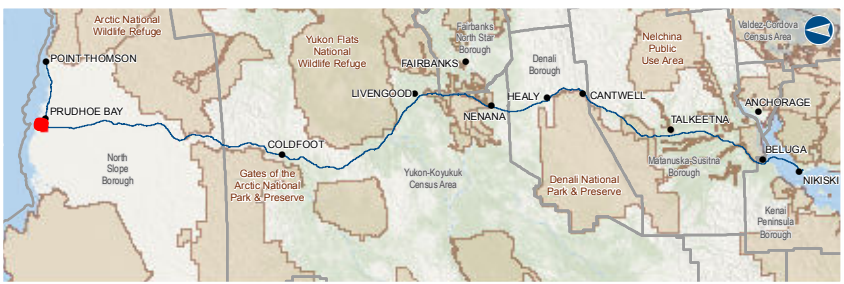 Arctic National
Wildlife Refuge
POINT THOMSON
PRUDHOE BAY
North
Slope
Borough
COLDFOOT
Gates of the
Arctic National
Park & Preserve
Yukon Flats
National
Wildlife Refuge
LIVENGOOD
Yukon-Koyukuk
Census Area
Fairbanks
North Star
Borough
FAIRBANKS
NENANA
Denali
Borough
HEALY
CANTWELL
Denali National
Park & Preserve
Nelchina
Public
Use Area
TALKEETNA
Matanuska-Susitna
Borough
Valdez-Cordova
Census Area
ANCHORAGE
BELUGA
NIKISKI
Kenai
Peninsula
Borough